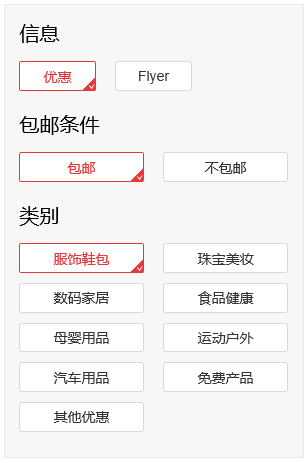 信息
优惠 Flyer
包邮条件
包邮 不包邮
类别
服饰鞋包 珠宝美妆
数码家居 食品健康
母婴用品 运动户外
汽车用品 免费产品
其他优惠